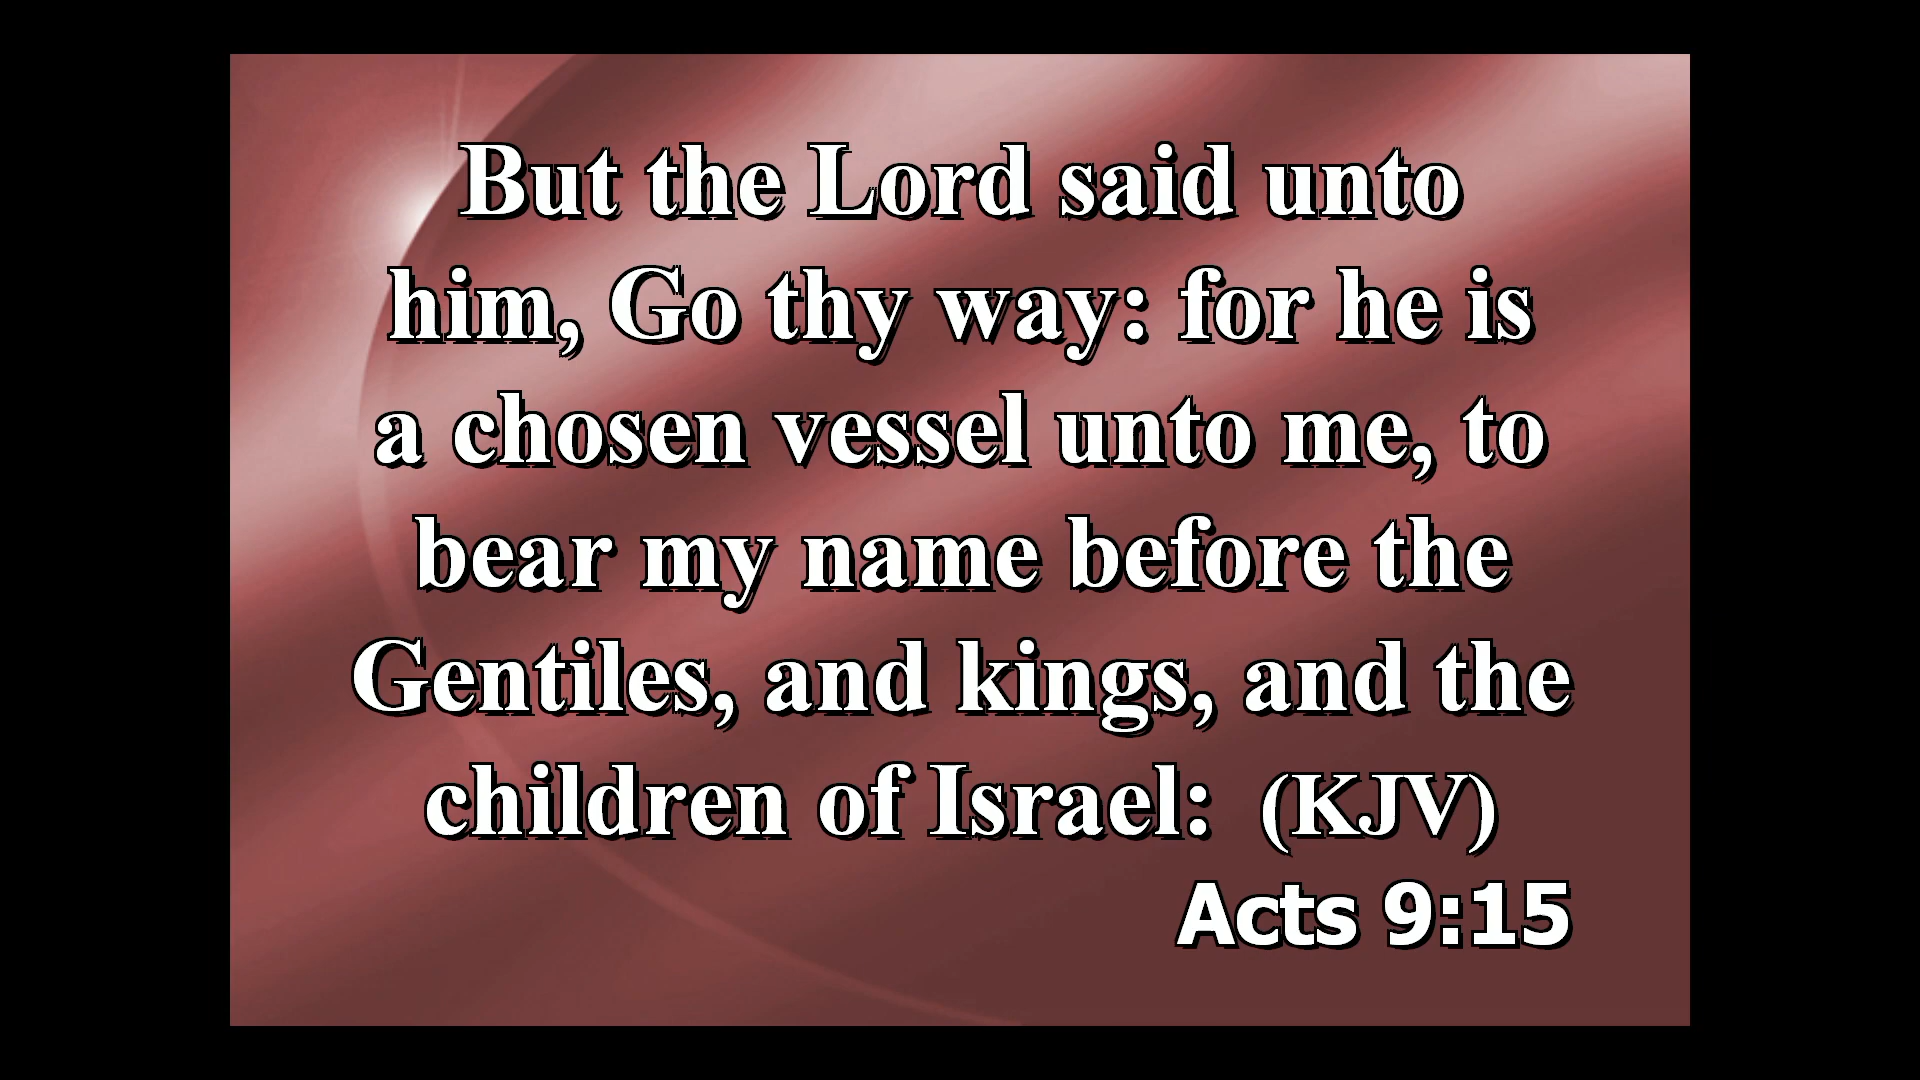 But the Lord said unto
him, Go thy way: for he is
a chosen vessel unto me, to
bear my name before the
Gentiles, and kings, and the
children of Israel: (KJV)
Acts 9:15